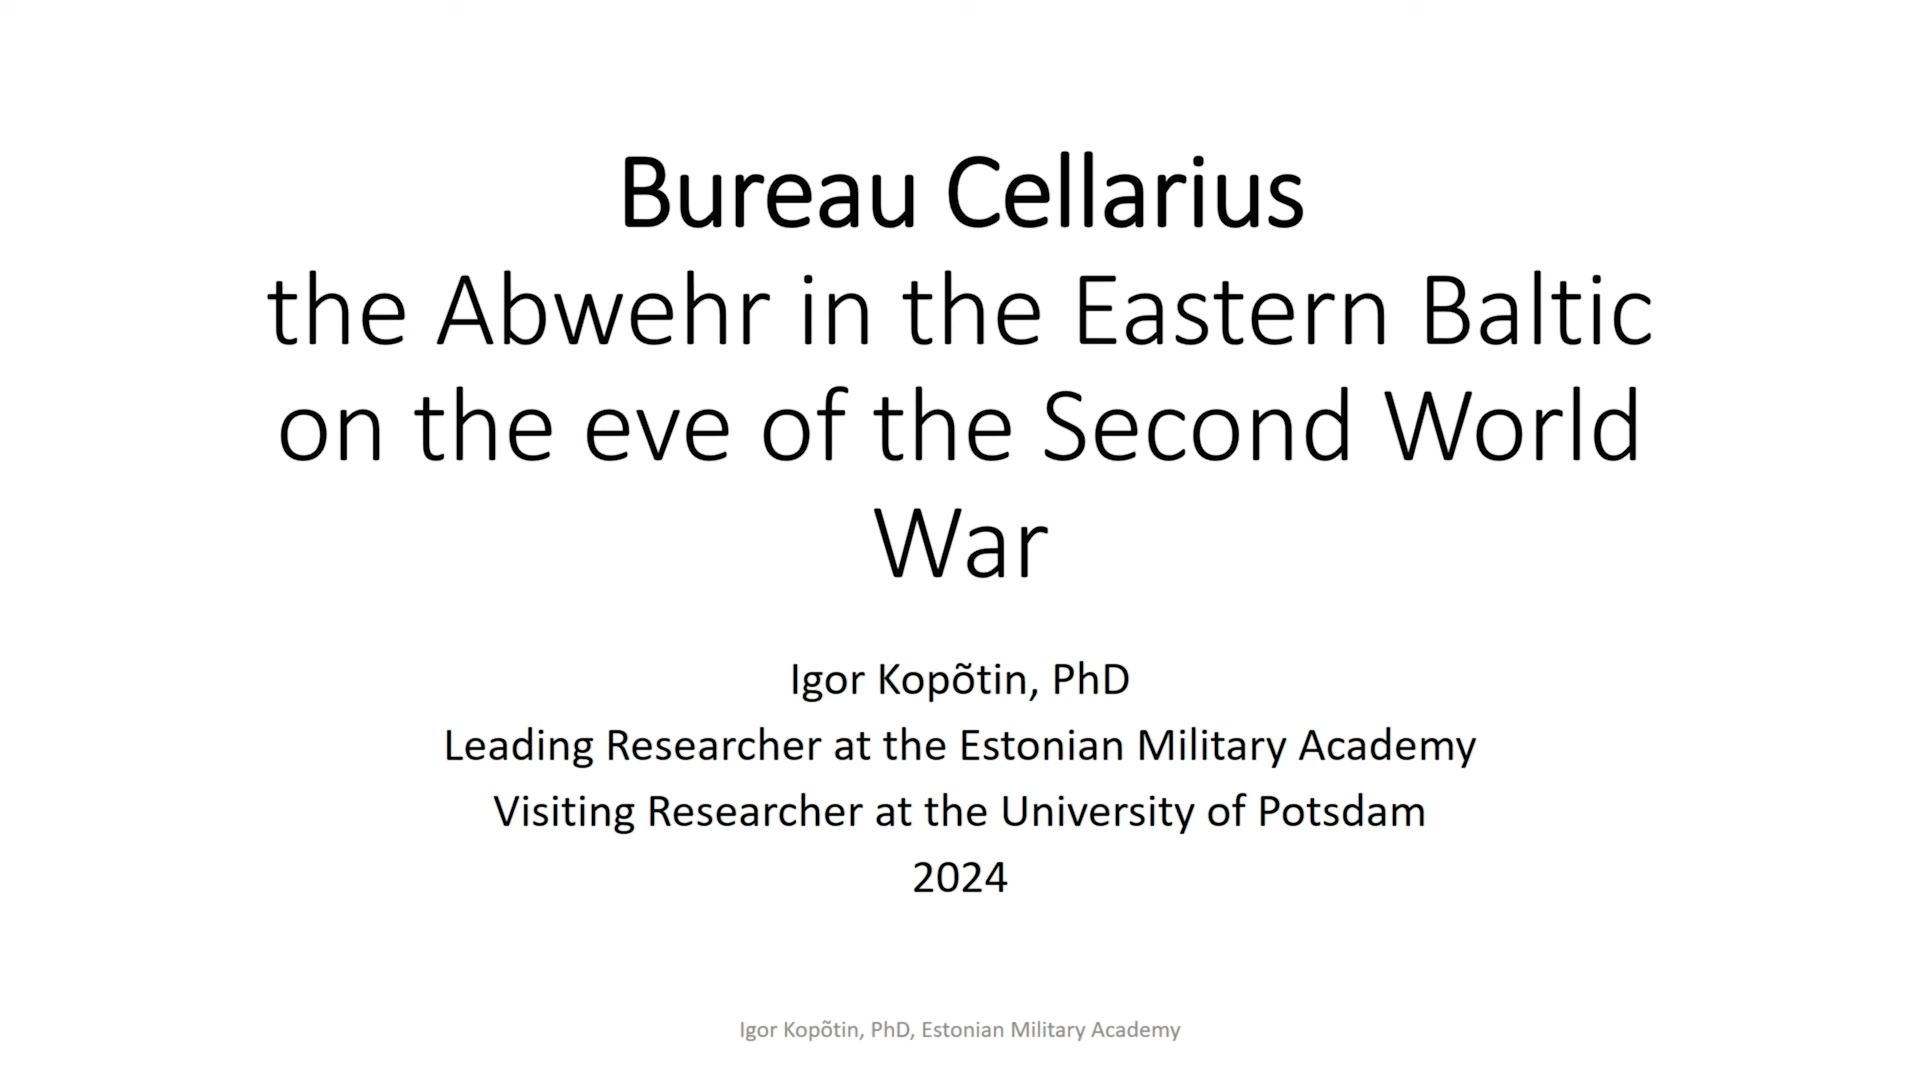 Bureau Cellarius
the Abwehr in the Eastern Baltic
on the eve of the Second World
War
Igor Kopõtin, PhD
Leading Researcher at the Estonian Military Academy
Visiting Researcher at the University of Potsdam
2024
Igor Kopõtin, PhD, Estonian Military Academy